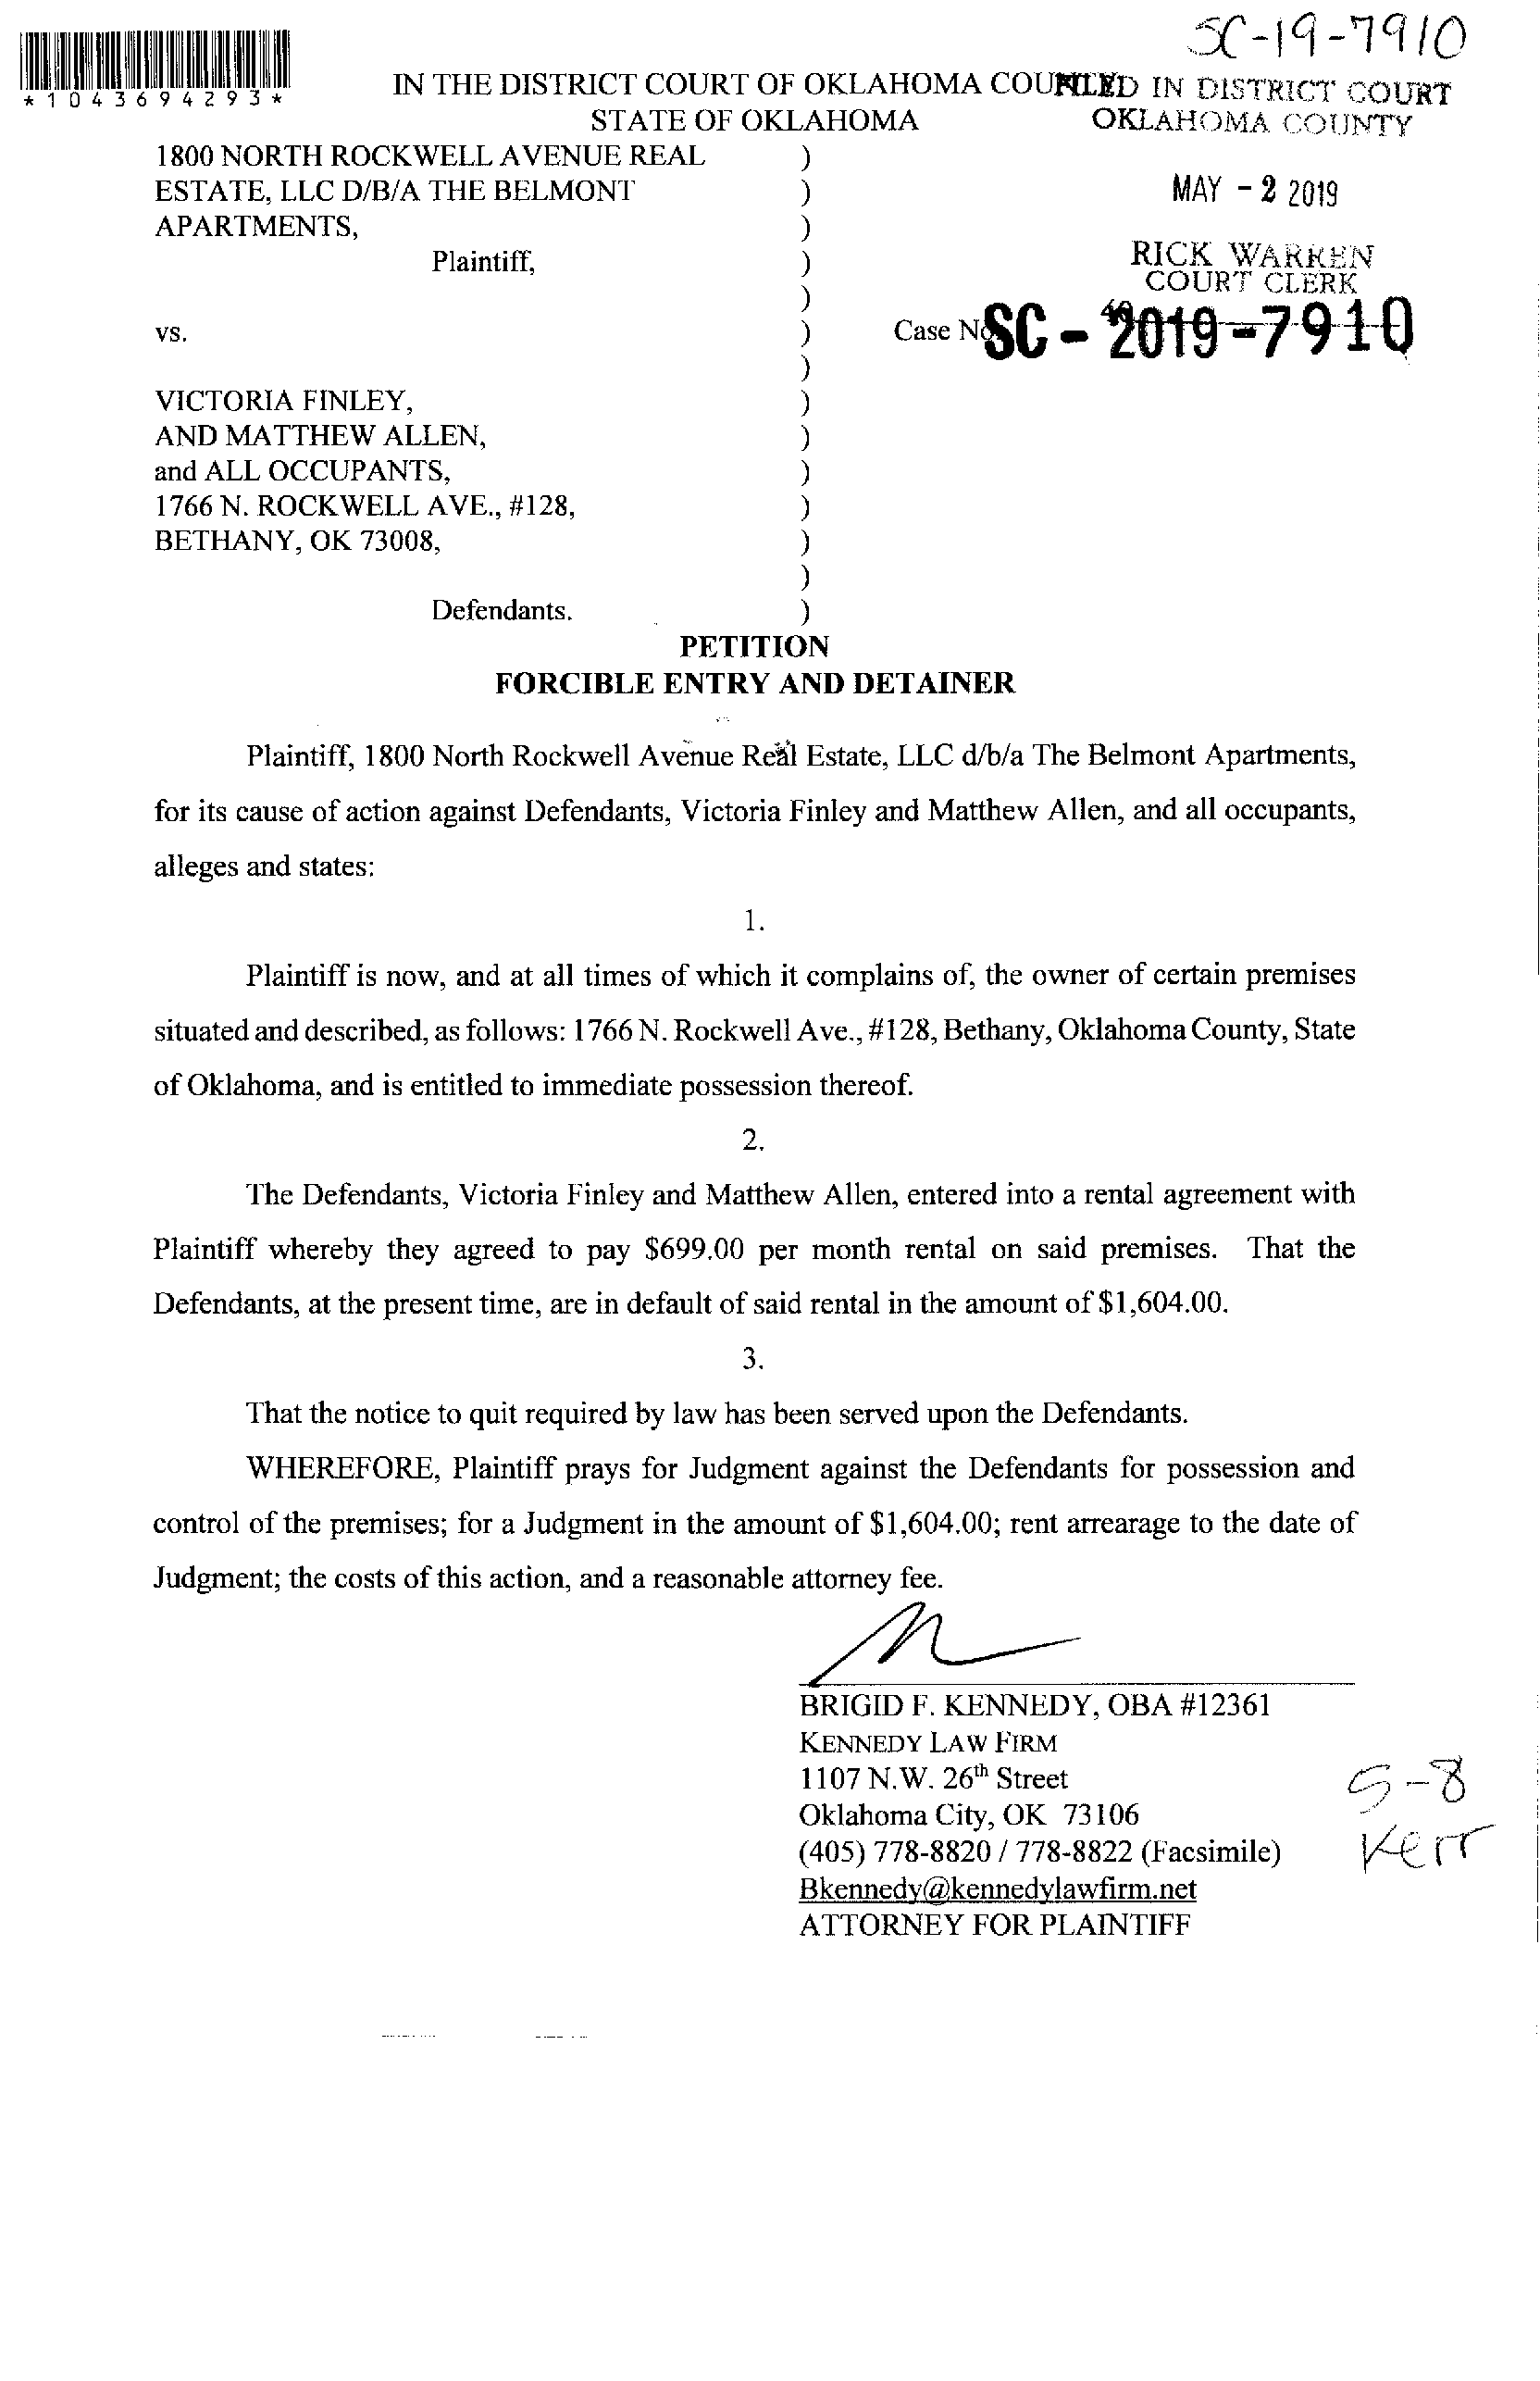 SC-19-7910
*1043694293*
IN THE DISTRICT COURT OF OKLAHOMA
FILED IN DISTRICT COURT
STATE OF OKLAHOMA
OKLAHOMA COUNTY
1800 NORTH ROCKWELL AVENUE REAL )
ESTATE, LLC D/B/A THE BELMONT )
MAY - 2 2019
APARTMENTS, )
Plaintiff, )
RICK WARREN
COURT CLERK
)
vs. ) Case No.
SC - 2019 - 7910
)
VICTORIA FINLEY, )
AND MATTHEW ALLEN, )
and ALL OCCUPANTS, )
1766 N. ROCKWELL AVE., #128, )
BETHANY, OK 73008, )
)
Defendants. )
PETITION
FORCIBLE ENTRY AND DETAINER
Plaintiff, 1800 North Rockwell Avenue Real Estate, LLC d/b/a The Belmont Apartments,
for its cause of action against Defendants, Victoria Finley and Matthew Allen, and all occupants,
alleges and states:
1.
Plaintiff is now, and at all times of which it complains of, the owner of certain premises
situated and described, as follows: 1766 N. Rockwell Ave., #128, Bethany, Oklahoma County, State
of Oklahoma, and is entitled to immediate possession thereof.
2.
The Defendants, Victoria Finley and Matthew Allen, entered into a rental agreement with
Plaintiff whereby they agreed to pay $699.00 per month rental on said premises. That the
Defendants, at the present time, are in default of said rental in the amount of $1,604.00.
3.
That the notice to quit required by law has been served upon the Defendants.
WHEREFORE, Plaintiff prays for Judgment against the Defendants for possession and
control of the premises; for a Judgment in the amount of $1,604.00; rent arrearage to the date of
Judgment; the costs of this action, and a reasonable attorney fee.
BRIGID F. KENNEDY, OBA #12361
KENNEDY LAW FIRM
1107 N.W. 26th Street
Oklahoma City, OK 73106
(405) 778-8820 / 778-8822 (Facsimile)
Bkennedy@kennedylawfirm.net
ATTORNEY FOR PLAINTIFF
5-8
Kerr